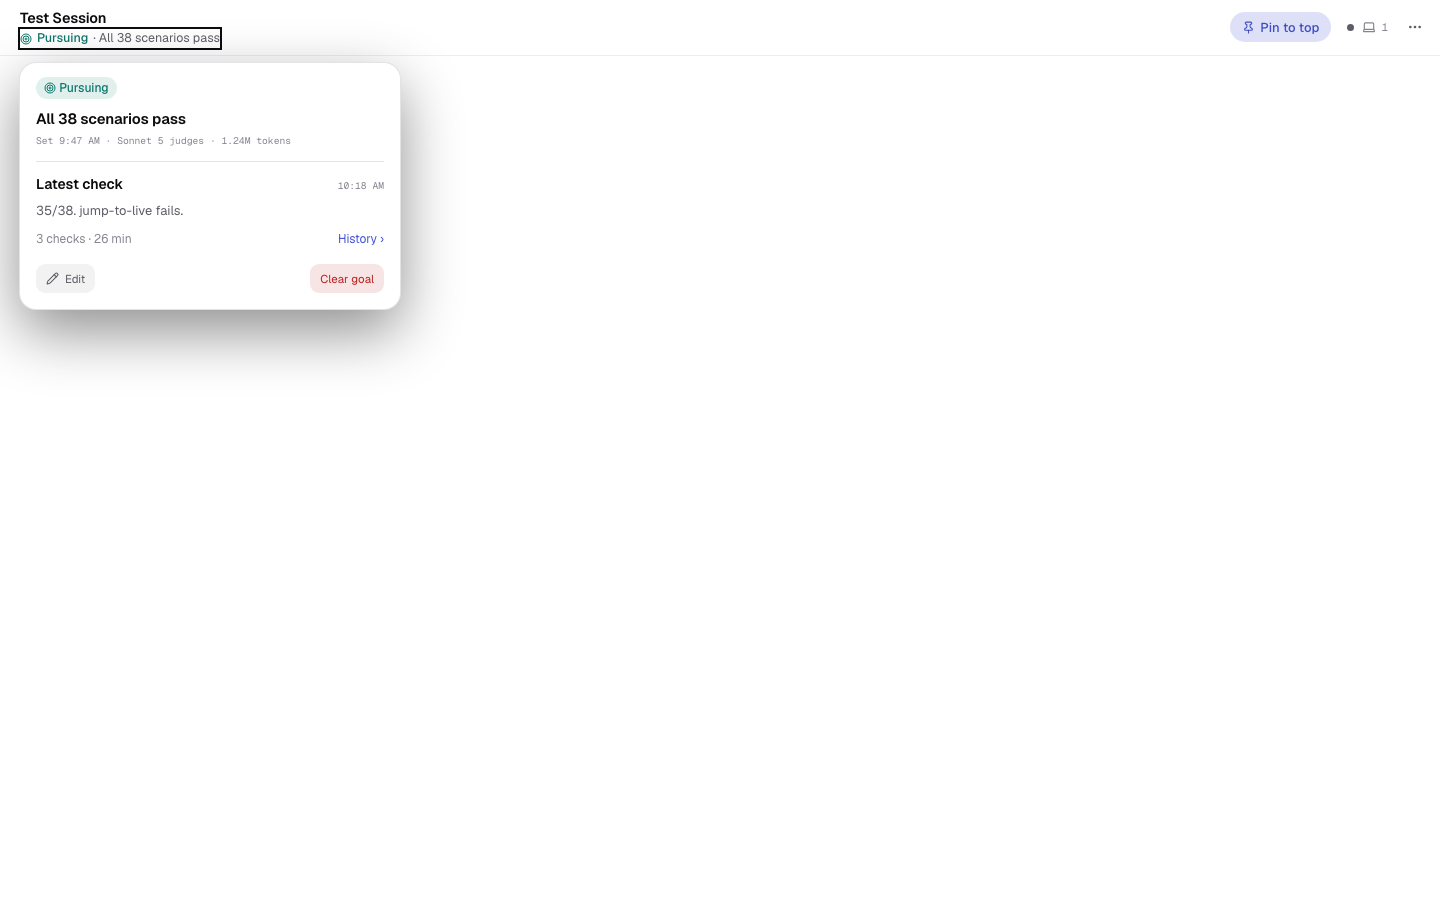 Test Session
Pursuing · All 38 scenarios pass
Pin to top
1
Pursuing
All 38 scenarios pass
Set 9:47 AM · Sonnet 5 judges · 1.24M tokens
Latest check 10:18 AM
35/38. jump-to-live fails.
3 checks · 26 min History ›
Edit Clear goal